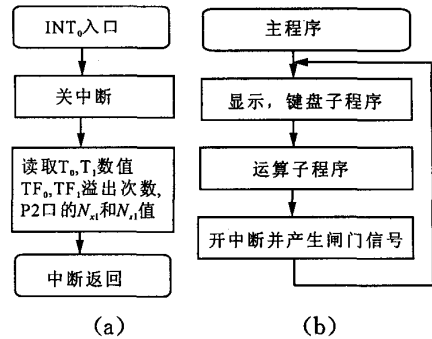 INT₀入口
关中断
读取T₀,T₁数值
TF₀,TF₁溢出次数,
P2口的Nₓ₁和Nₓ₁值
中断返回
(a)
主程序
显示，键盘子程序
运算子程序
开中断并产生闸门信号
(b)